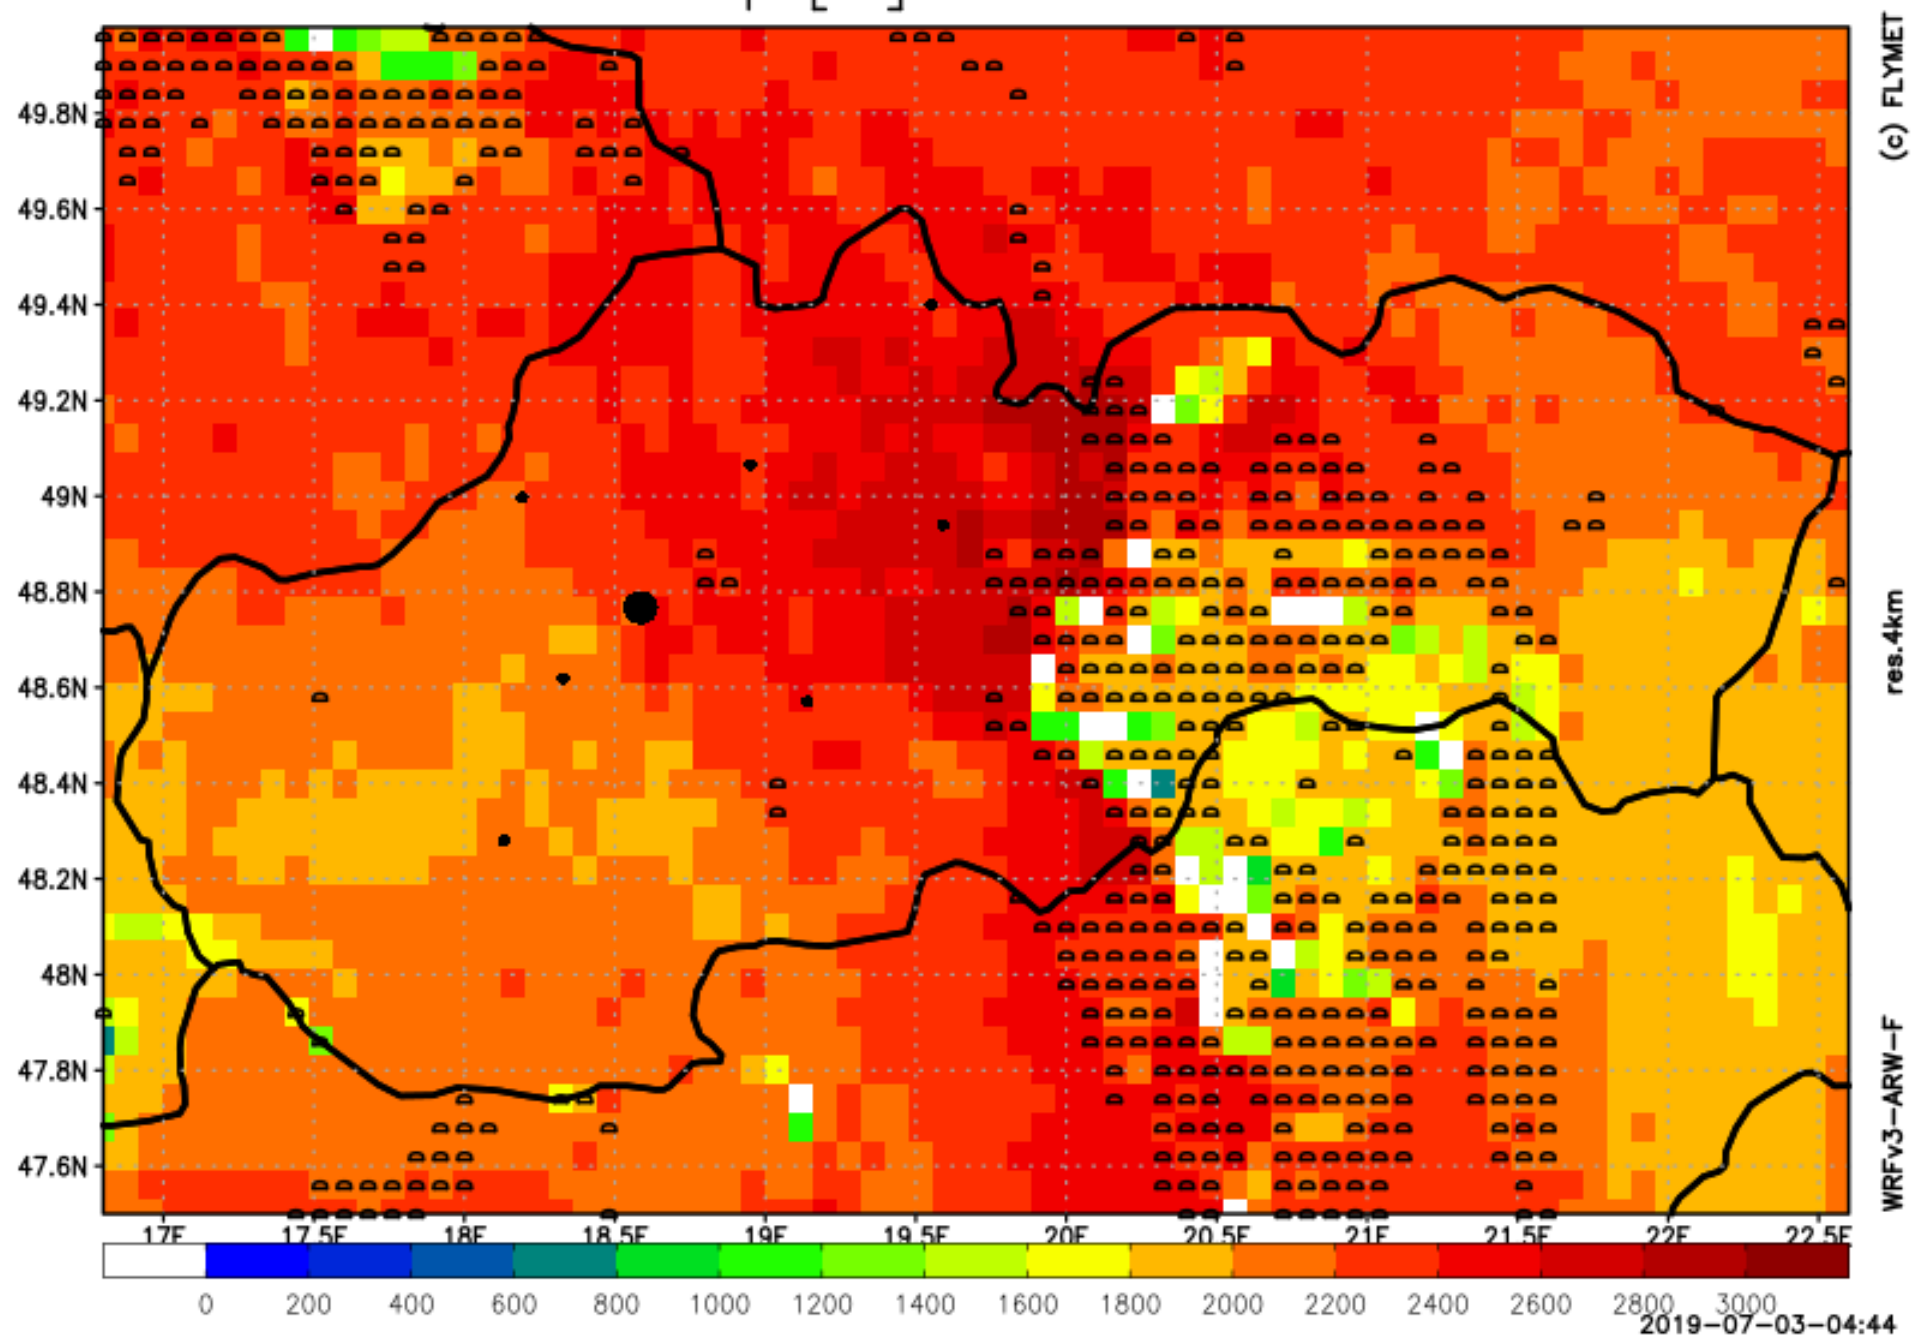 49.8N
49.6N
49.4N
49.2N
49N
48.8N
48.6N
48.4N
48.2N
48N
47.8N
47.6N
17E 17.5E 18E 18.5E 19E 19.5E 20E 20.5E 21E 21.5E 22E 22.5E
0 200 400 600 800 1000 1200 1400 1600 1800 2000 2200 2400 2600 2800 3000
2019-07-03-04:44
(c) FLYMET
res.4km
WRFv3-ARW-F